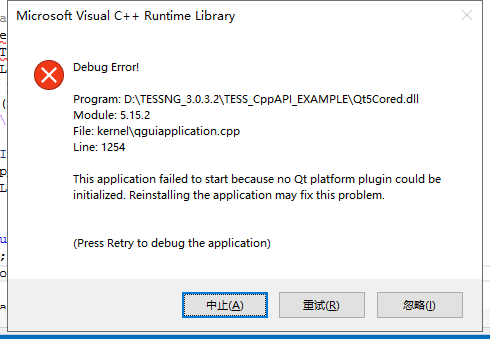 Microsoft Visual C++ Runtime Library
Debug Error!
Program: D:\TESSNG_3.0.3.2\TESS_CppAPI_EXAMPLE\Qt5Cored.dll
Module: 5.15.2
File: kernel\qguiapplication.cpp
Line: 1254
This application failed to start because no Qt platform plugin could be
initialized. Reinstalling the application may fix this problem.
(Press Retry to debug the application)
中止(A)
重试(R)
忽略(I)